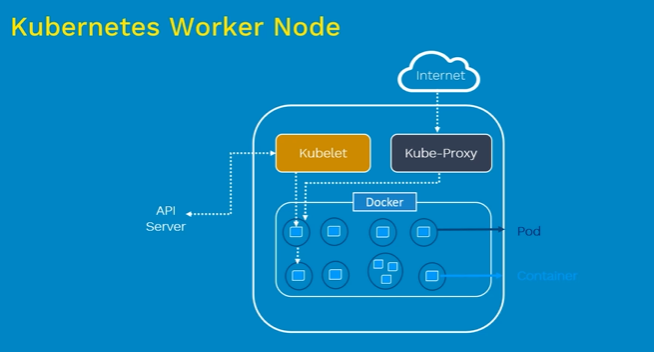 Kubernetes Worker Node
Internet
Kubelet
Kube-Proxy
Docker
API
Server
Pod
Container